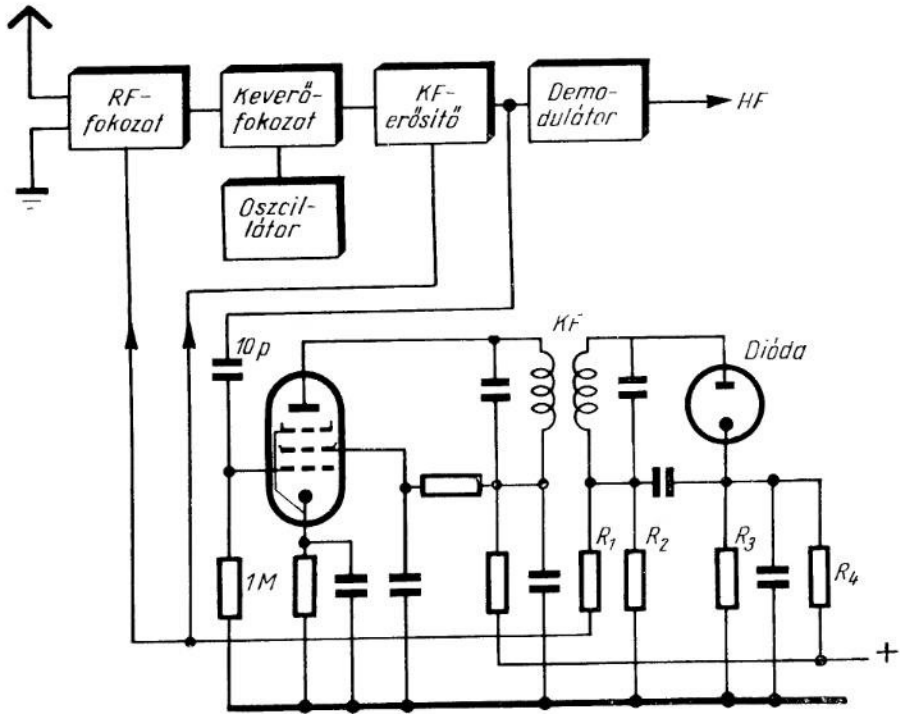 RF-
fokozat
Keverő-
fokozat
KF-
erősítő
Demo-
dulátor
HF
Oszcil-
látor
10p
KF
Dióda
1M
R1
R2
R3
R4
+